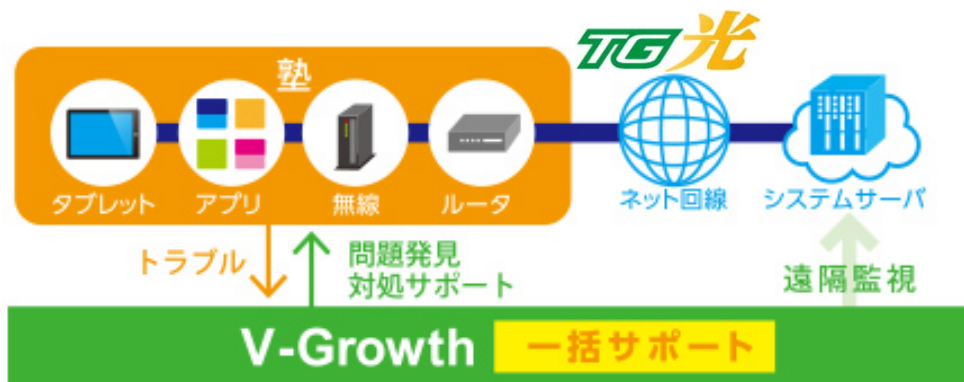 TG光
塾
タブレット
アプリ
無線
ルータ
ネット回線
システムサーバ
トラブル
問題発見
対処サポート
遠隔監視
V-Growth 一括サポート